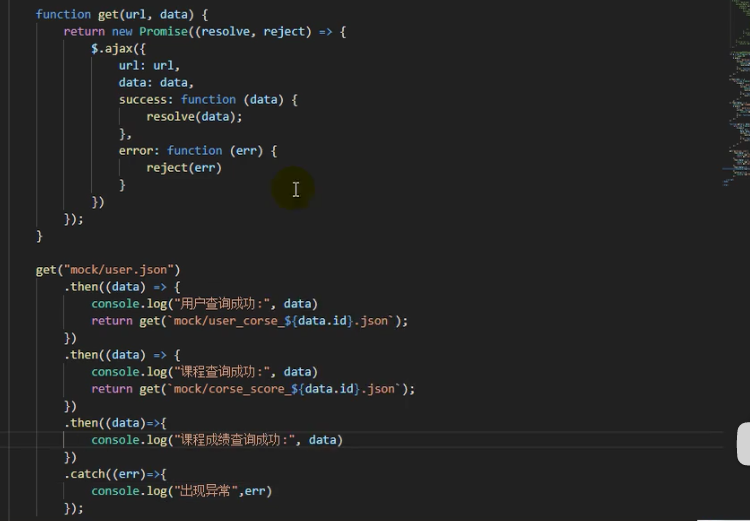 function get(url, data) {
return new Promise((resolve, reject) => {
$.ajax({
url: url,
data: data,
success: function (data) {
resolve(data);
},
error: function (err) {
reject(err)
}
})
});
}
get("mock/user.json")
.then((data) => {
console.log("用户查询成功:", data)
return get(`mock/user_corse_${data.id}.json`);
})
.then((data) => {
console.log("课程查询成功:", data)
return get(`mock/corse_score_${data.id}.json`);
})
.then((data)=>{
console.log("课程成绩查询成功:", data)
})
.catch((err)=>{
console.log("出现异常",err)
});